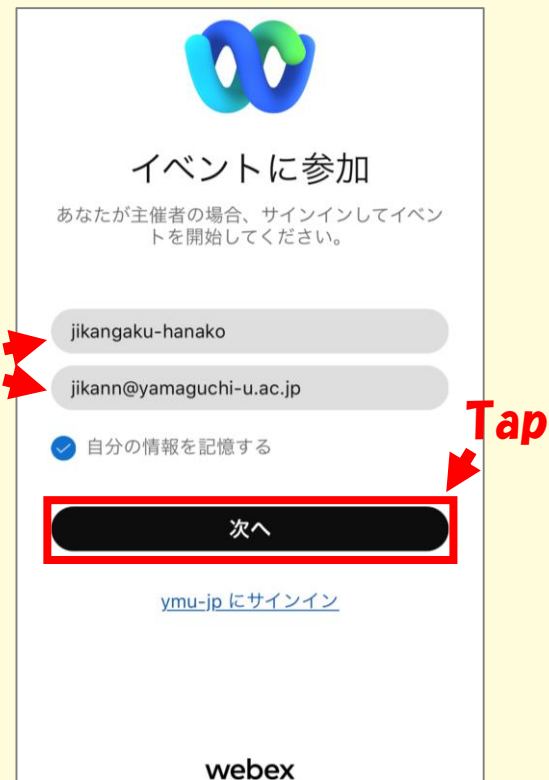 イベントに参加
あなたが主催者の場合、サインインしてイベン
トを開始してください。
jikangaku-hanako
jikann@yamaguchi-u.ac.jp
自分の情報を記憶する
Tap
次へ
ymu-jp にサインイン
webex